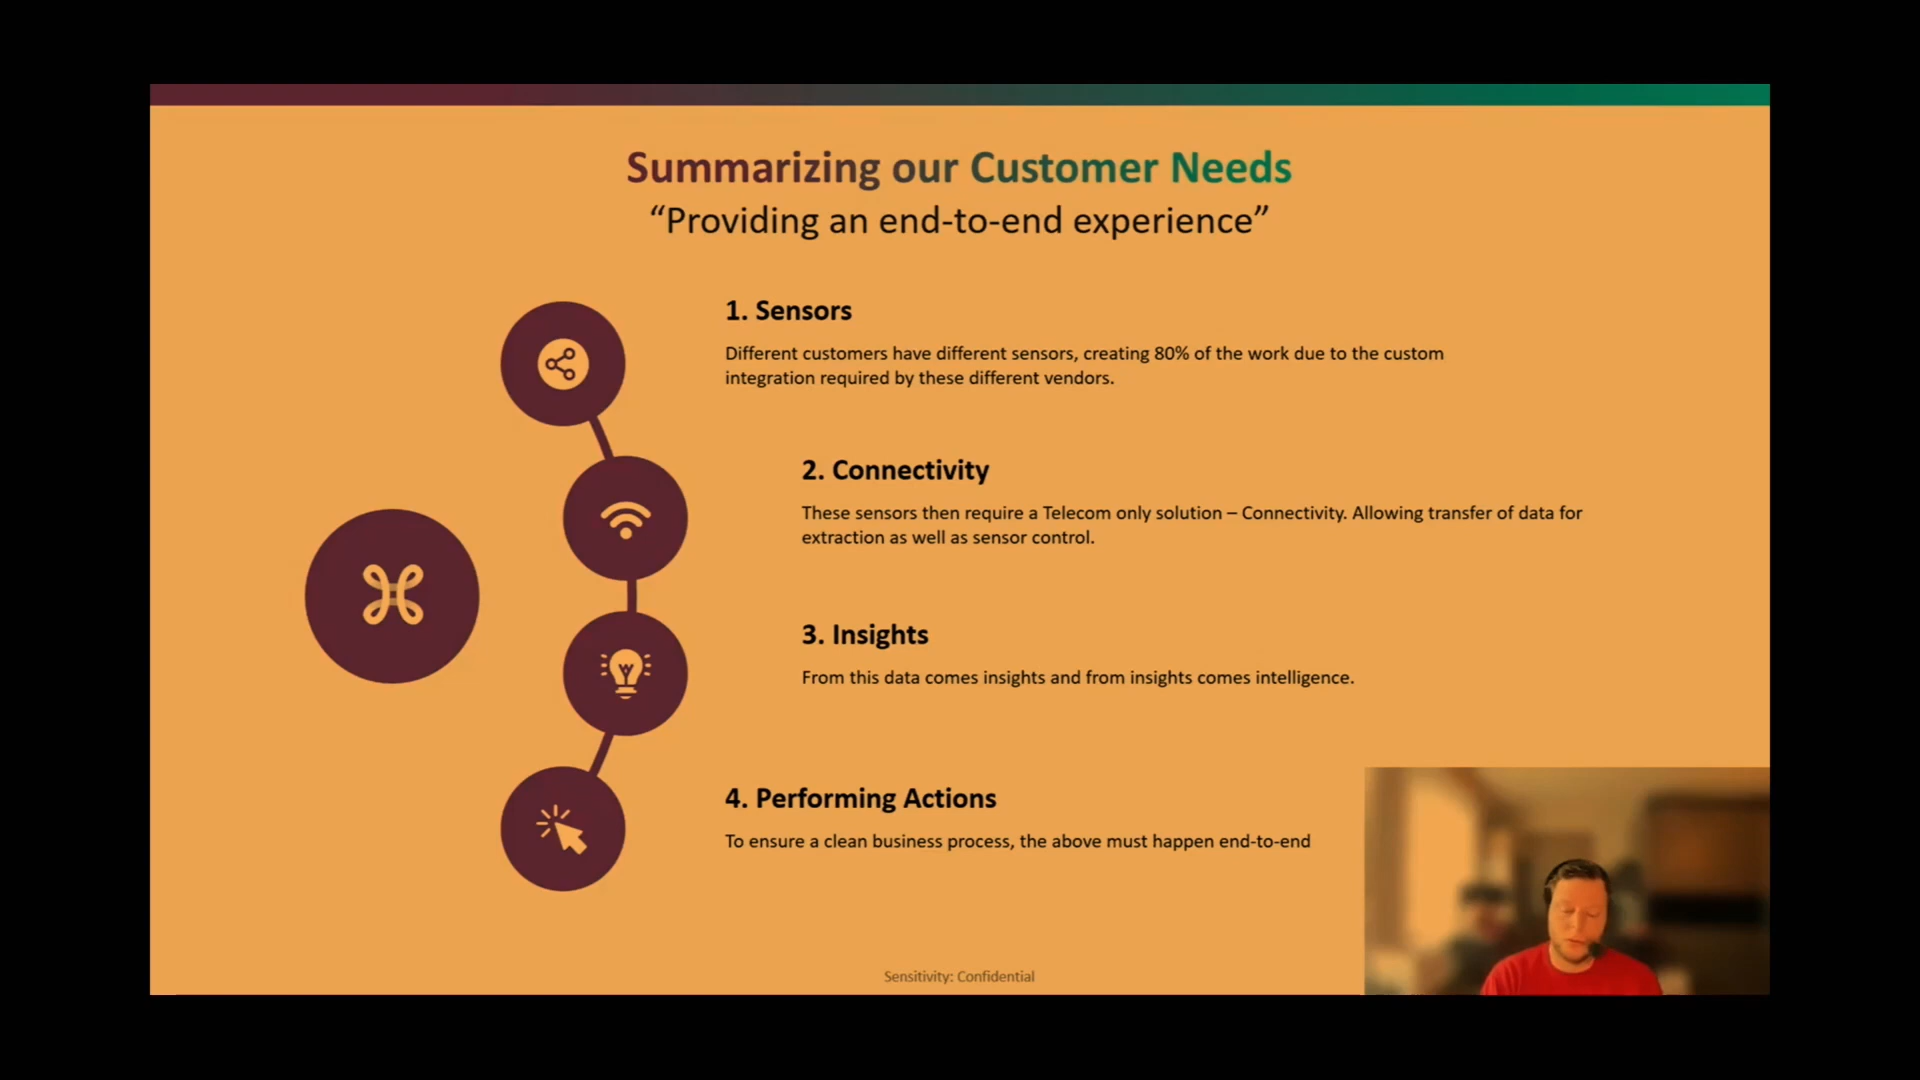 Summarizing our Customer Needs
“Providing an end-to-end experience”
1. Sensors
Different customers have different sensors, creating 80% of the work due to the custom
integration required by these different vendors.
2. Connectivity
These sensors then require a Telecom only solution – Connectivity. Allowing transfer of data for
extraction as well as sensor control.
3. Insights
From this data comes insights and from insights comes intelligence.
4. Performing Actions
To ensure a clean business process, the above must happen end-to-end
Sensitivity: Confidential